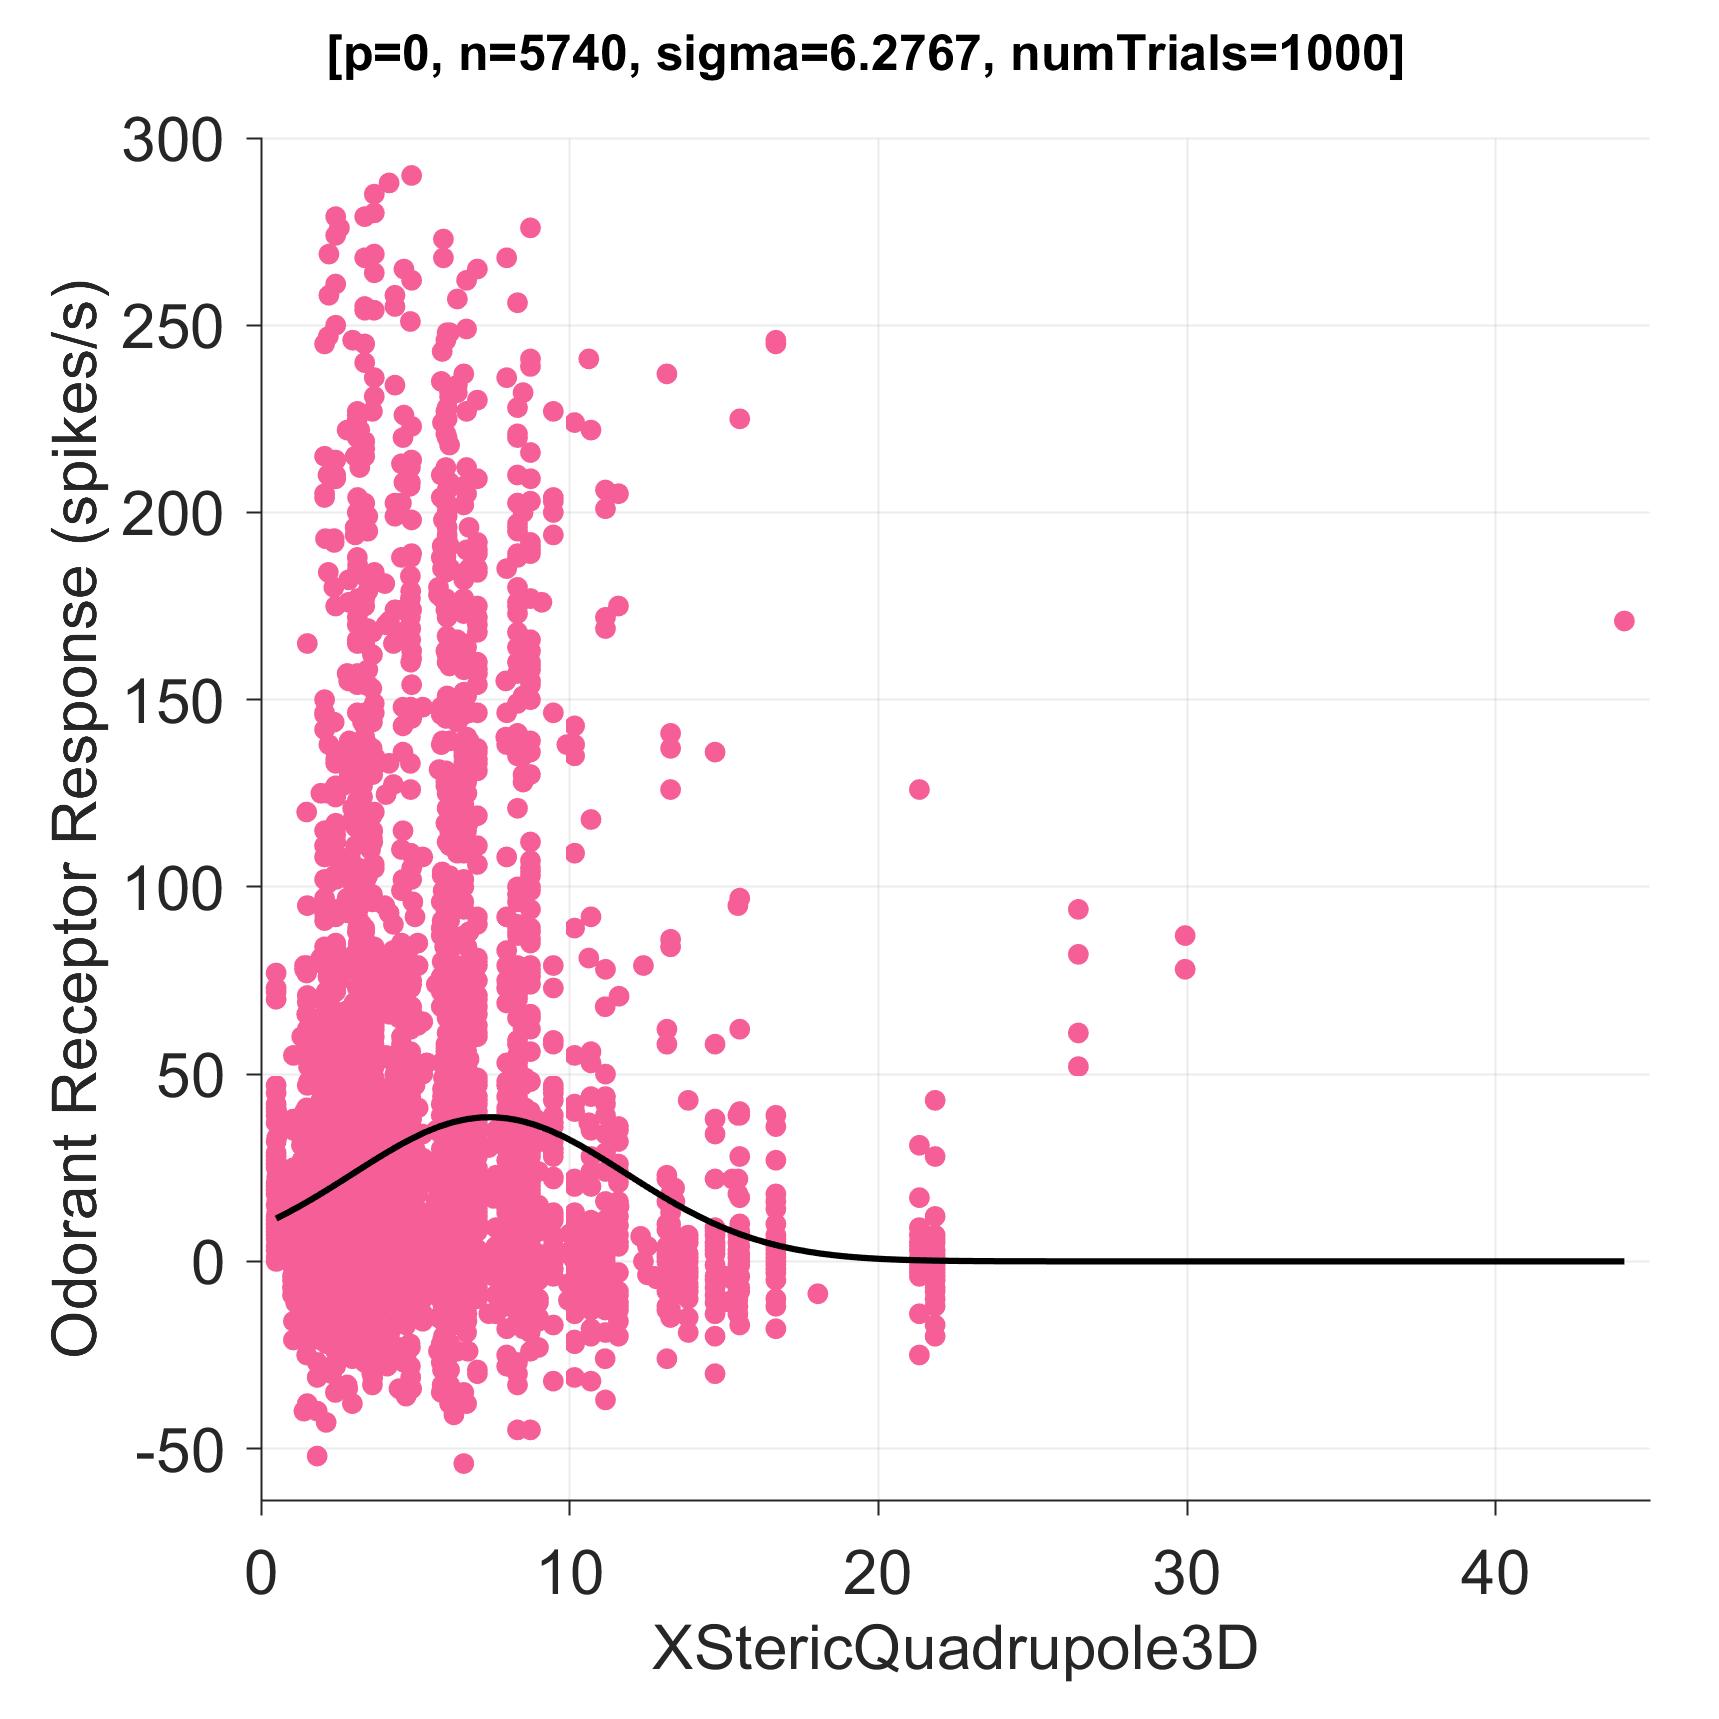 [p=0, n=5740, sigma=6.2767, numTrials=1000]
300
250
200
150
100
50
0
-50
Odorant Receptor Response (spikes/s)
0 10 20 30 40
XStericQuadrupole3D